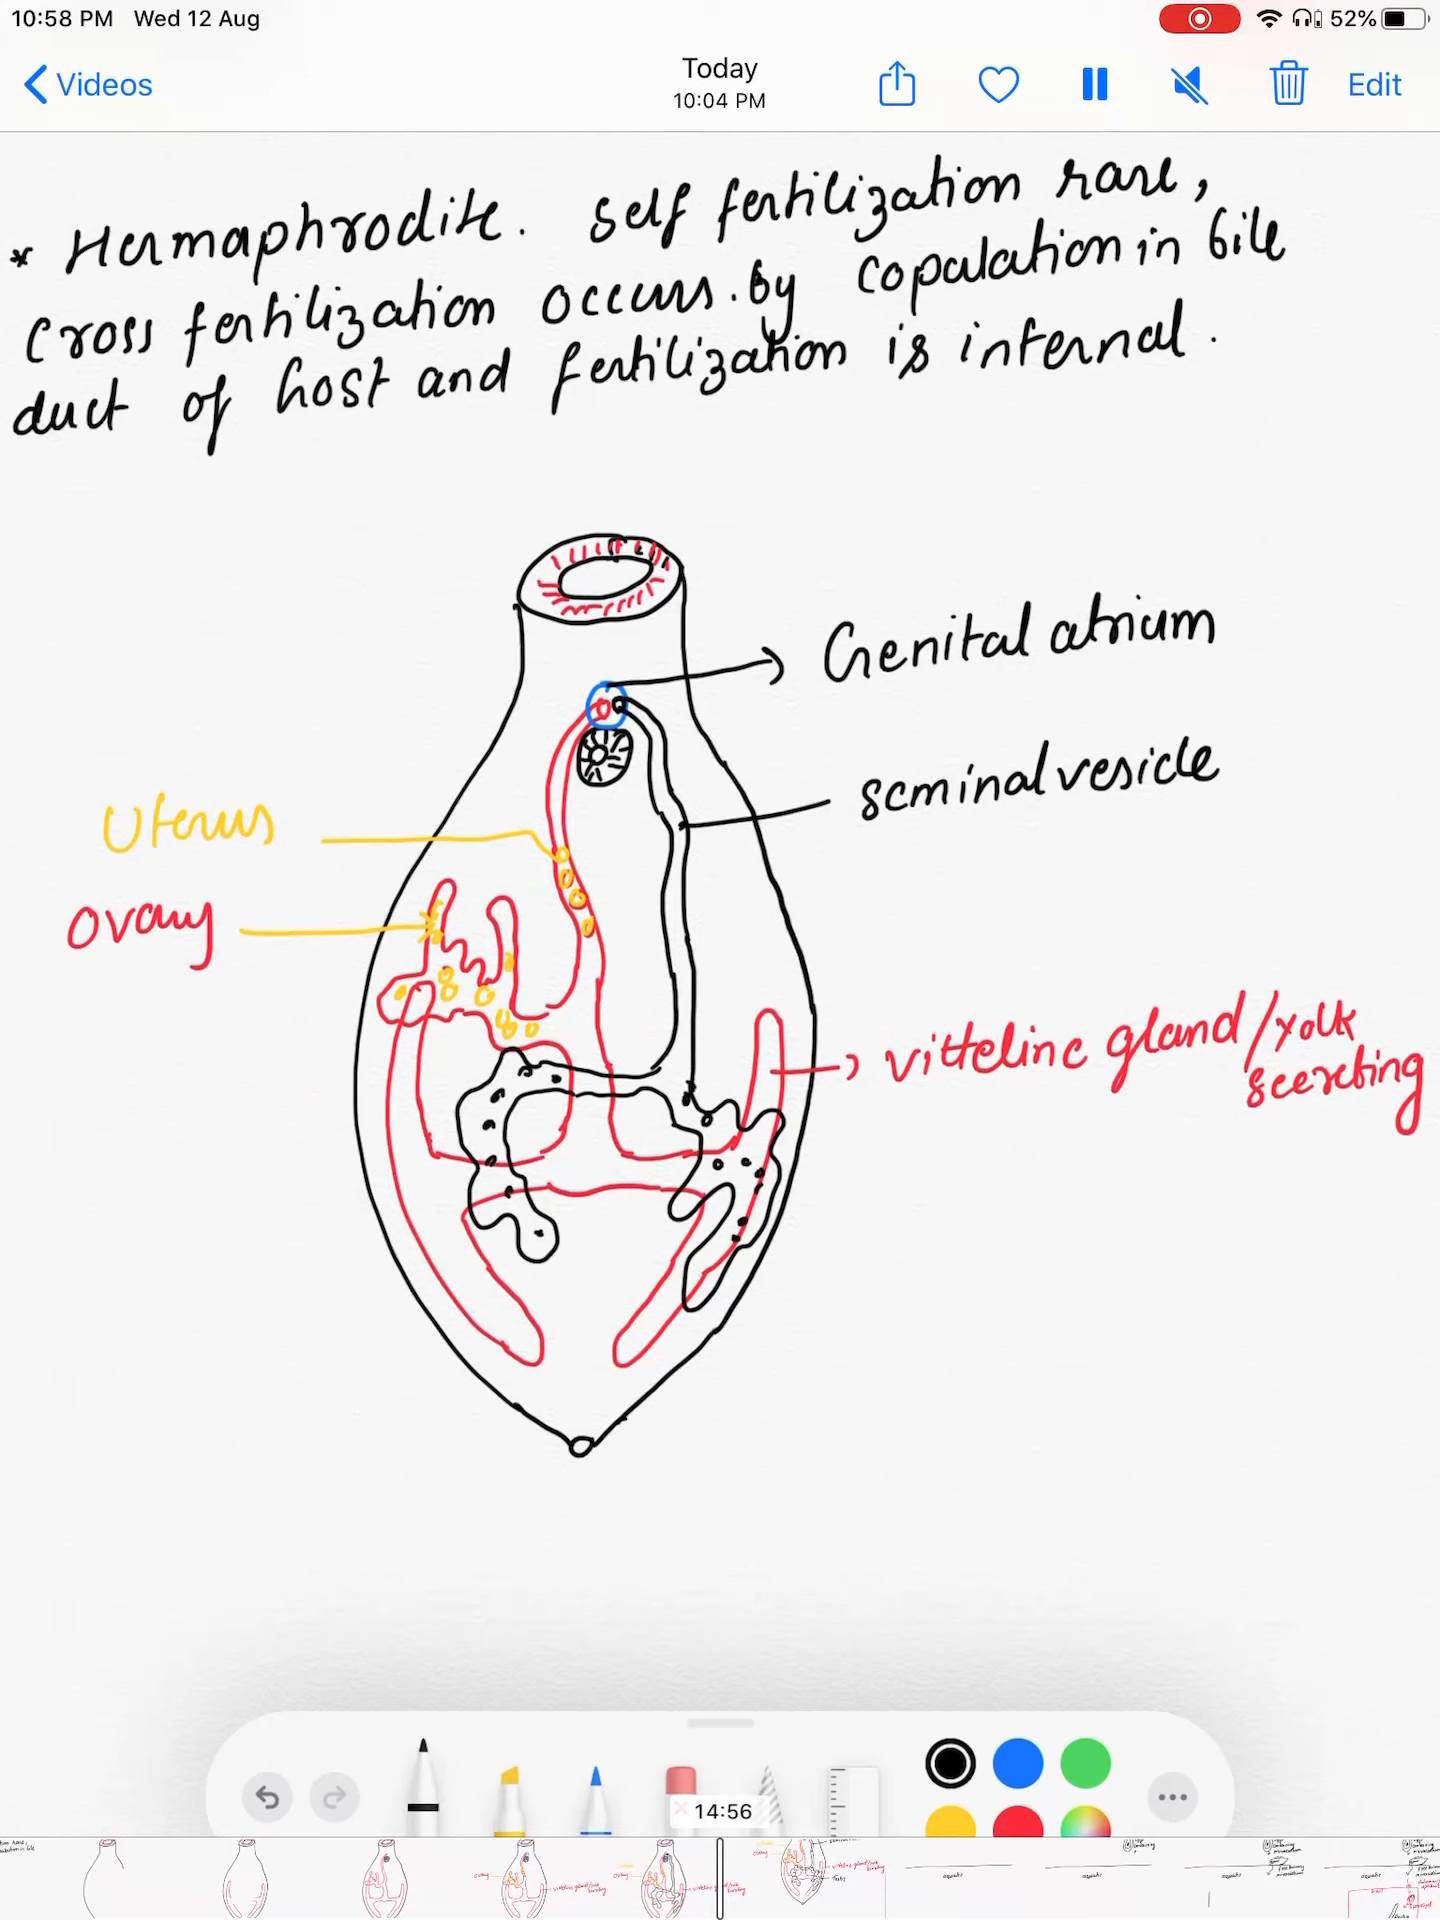 10:58 PM Wed 12 Aug
52%
Videos
Today
10:04 PM
Edit
* Hermaphrodite. Self fertilization rare,
Cross fertilization occurs.by copulation in bile
duct of host and fertilization is internal.
Genital atrium
seminal vesicle
Uterus
ovary
vitteline gland/Yolk
secreting
14:56